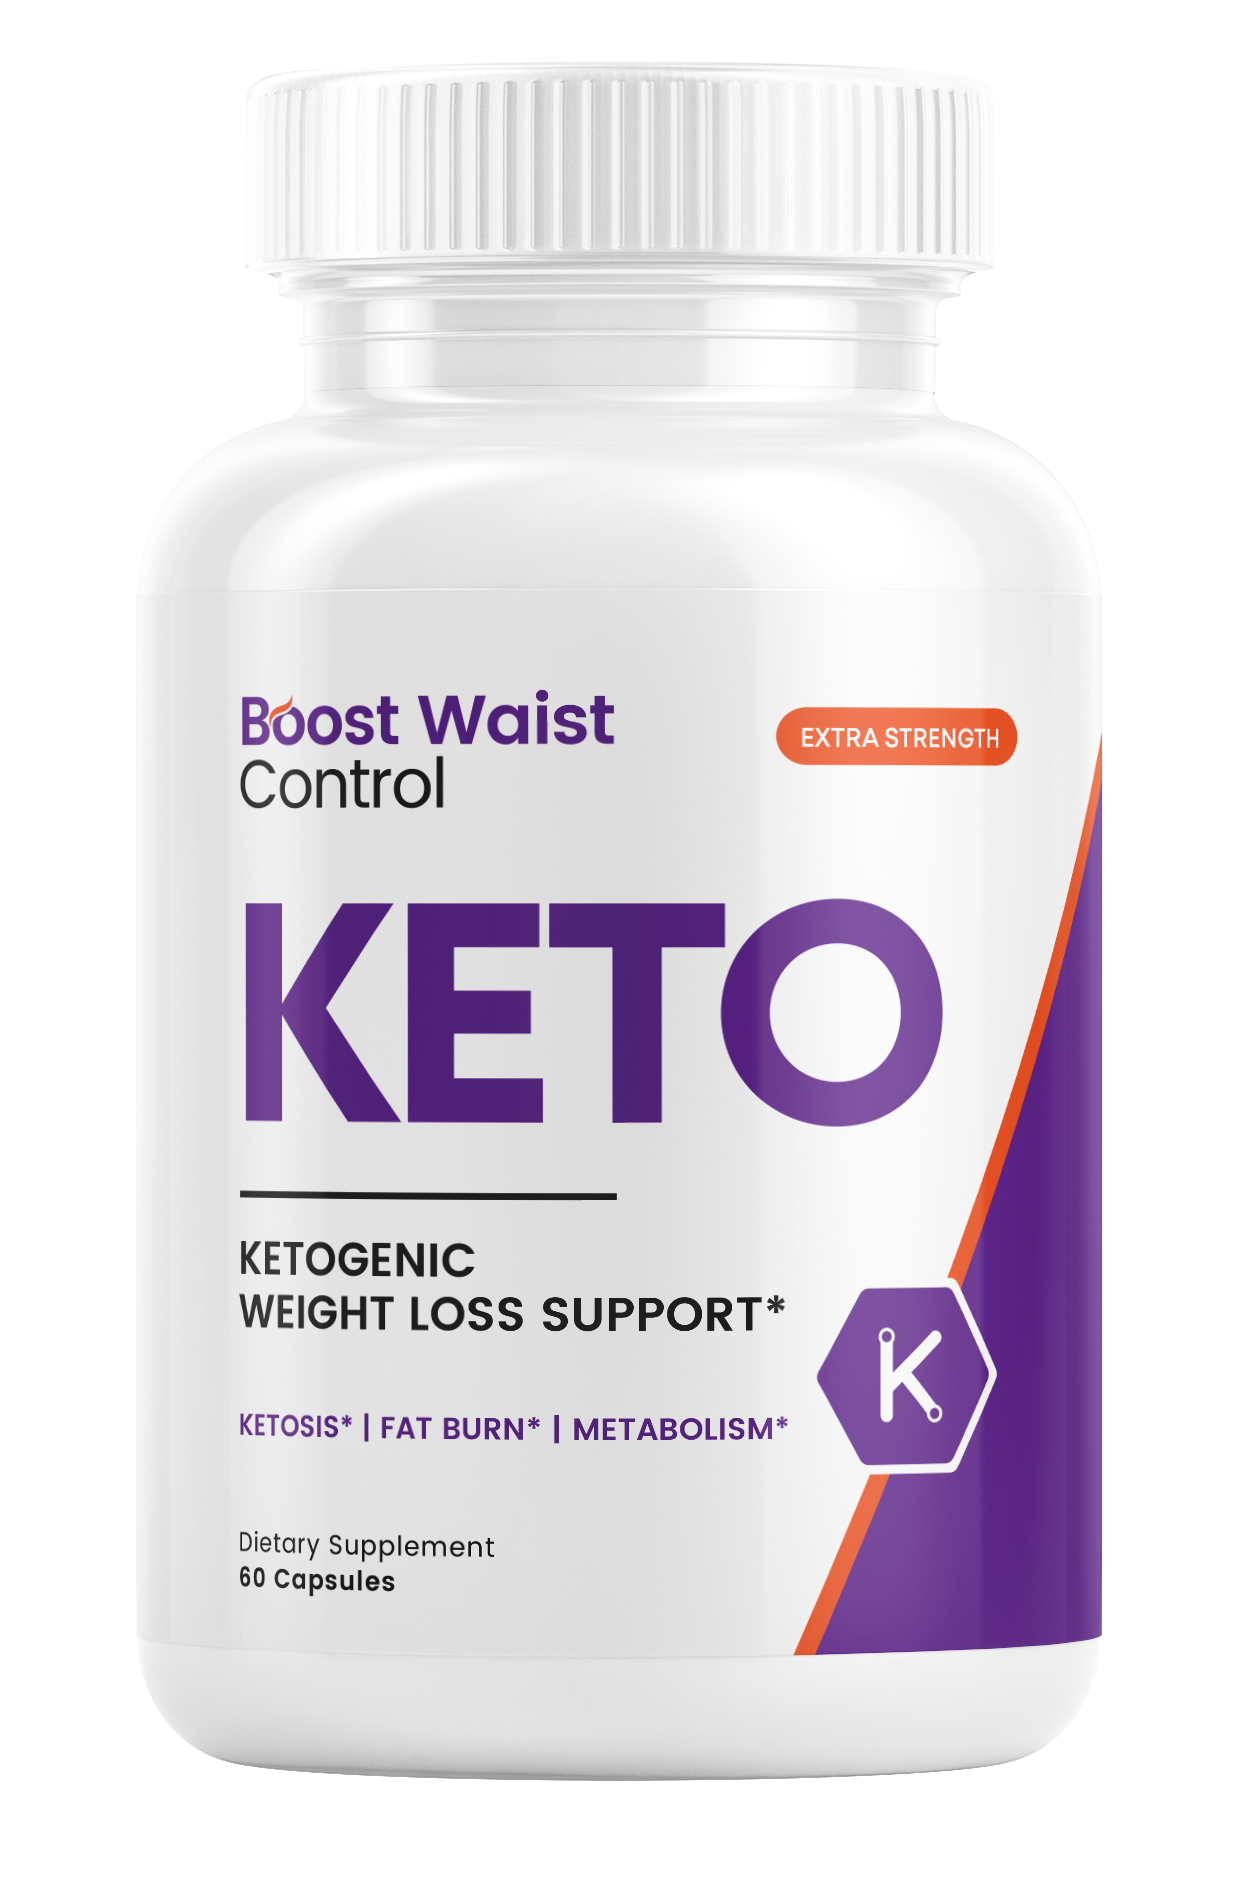 Boost Waist
Control
EXTRA STRENGTH
KETO
KETOGENIC
WEIGHT LOSS SUPPORT*
K
KETOSIS* | FAT BURN* | METABOLISM*
Dietary Supplement
60 Capsules